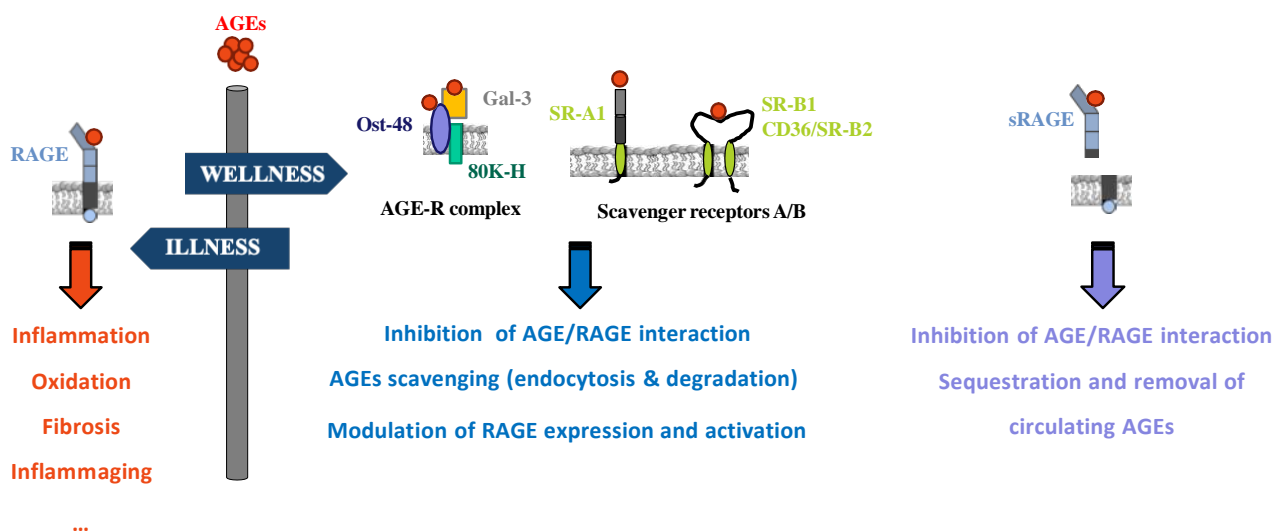 AGEs
RAGE
WELLNESS
ILLNESS
Ost-48
Gal-3
80K-H
AGE-R complex
SR-A1
SR-B1
CD36/SR-B2
Scavenger receptors A/B
sRAGE
Inflammation
Oxidation
Fibrosis
Inflammaging
...
Inhibition of AGE/RAGE interaction
AGEs scavenging (endocytosis & degradation)
Modulation of RAGE expression and activation
Inhibition of AGE/RAGE interaction
Sequestration and removal of
circulating AGEs